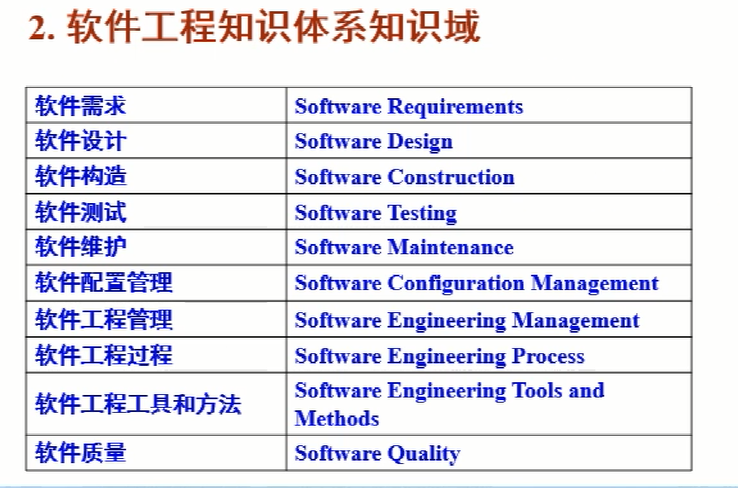 2. 软件工程知识体系知识域
软件需求 Software Requirements
软件设计 Software Design
软件构造 Software Construction
软件测试 Software Testing
软件维护 Software Maintenance
软件配置管理 Software Configuration Management
软件工程管理 Software Engineering Management
软件工程过程 Software Engineering Process
软件工程工具和方法 Software Engineering Tools and
Methods
软件质量 Software Quality